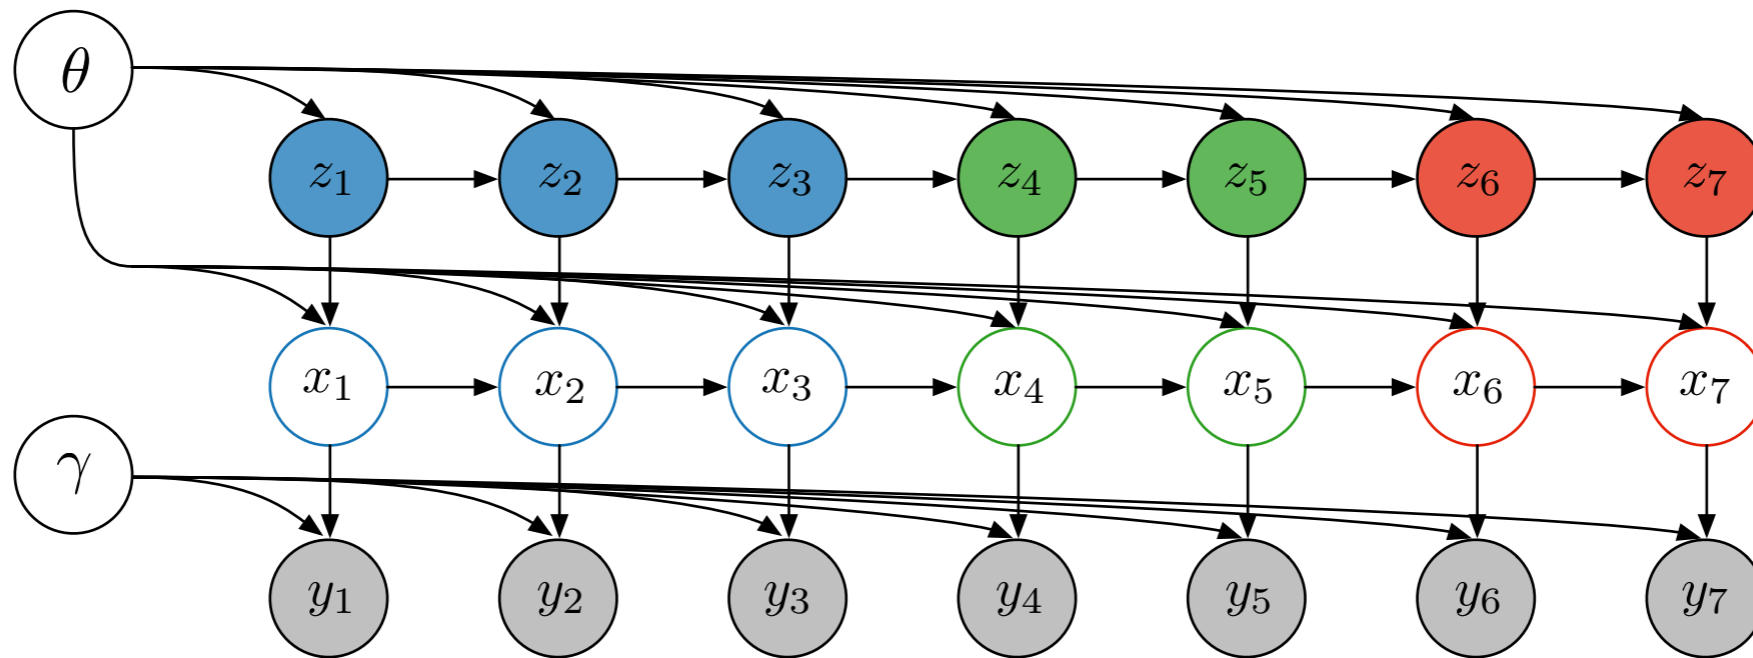 θ
z₁ z₂ z₃ z₄ z₅ z₆ z₇
x₁ x₂ x₃ x₄ x₅ x₆ x₇
γ
y₁ y₂ y₃ y₄ y₅ y₆ y₇